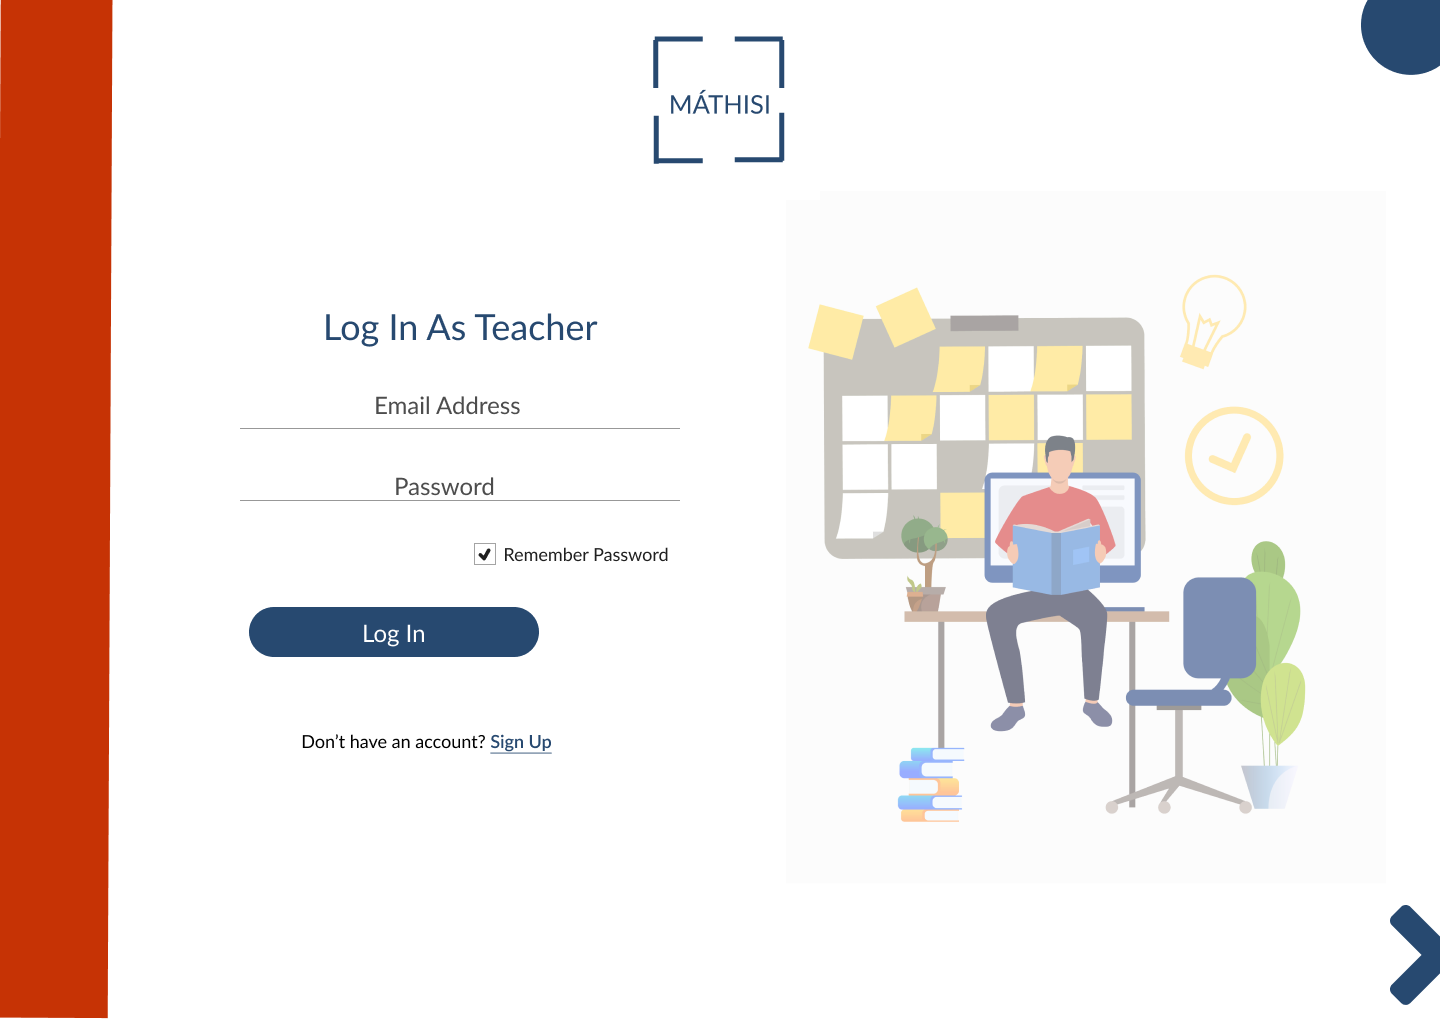 MÁTHISI
Log In As Teacher
Email Address
Password
Remember Password
Log In
Don’t have an account? Sign Up